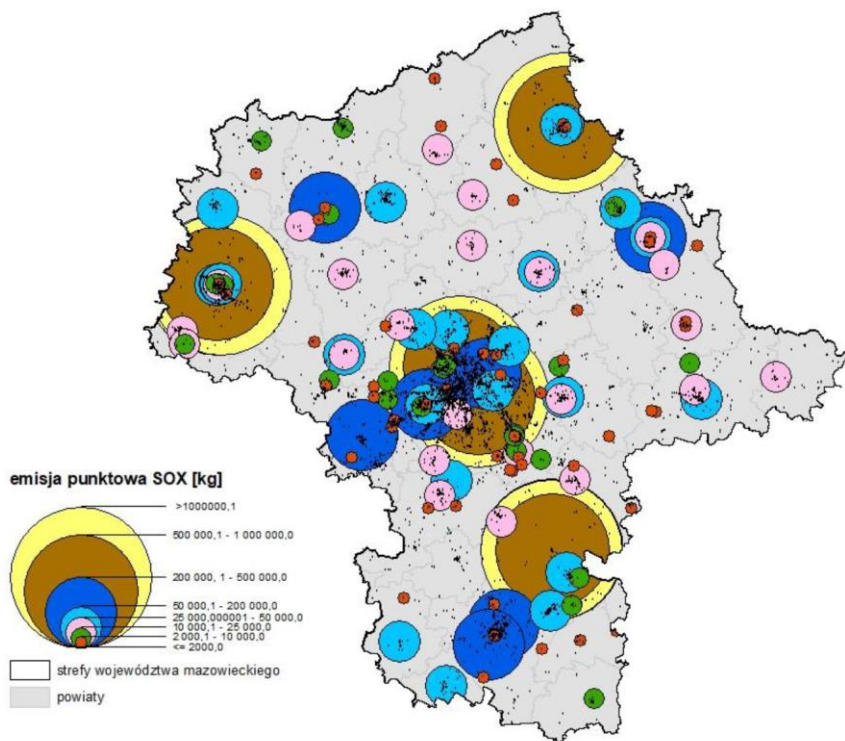 emisja punktowa SOX [kg]
>1000000,1
500 000,1 - 1 000 000,0
200 000, 1 - 500 000,0
50 000,1 - 200 000,0
25 000,000001 - 50 000,0
10 000,1 - 25 000,0
2 000,1 - 10 000,0
<= 2000,0
strefy województwa mazowieckiego
powiaty